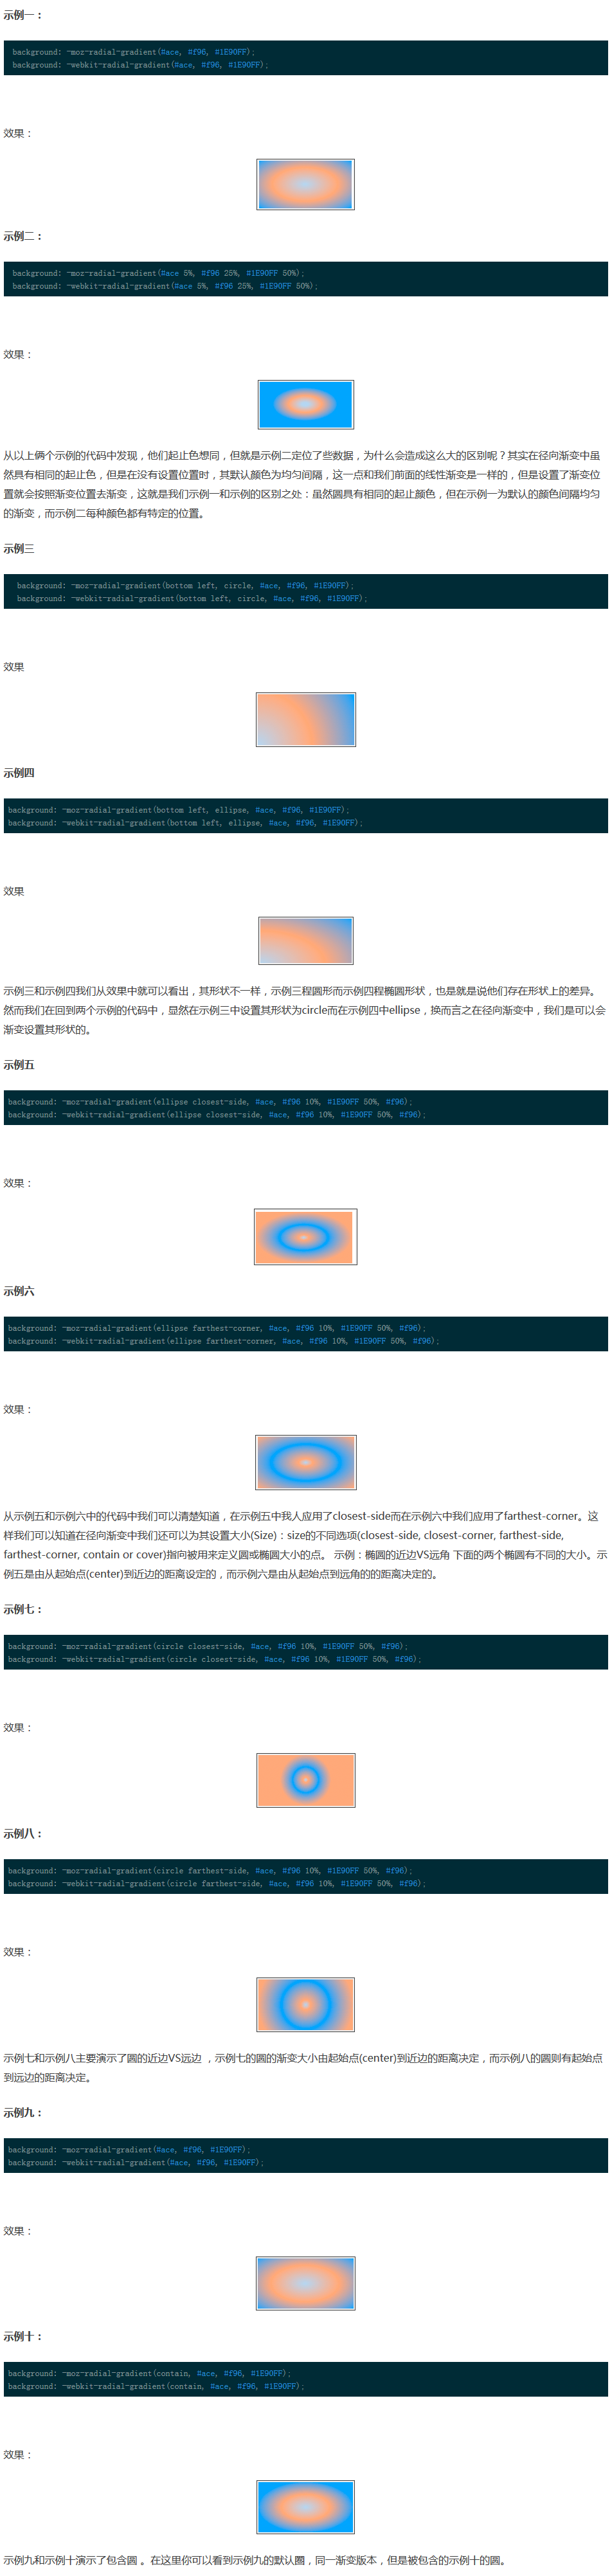 示例一：
background: -moz-radial-gradient(#ace, #f96, #1E90FF);
background: -webkit-radial-gradient(#ace, #f96, #1E90FF);
效果：
示例二：
background: -moz-radial-gradient(#ace 5%, #f96 25%, #1E90FF 50%);
background: -webkit-radial-gradient(#ace 5%, #f96 25%, #1E90FF 50%);
效果：
从以上俩个示例的代码中发现，他们起止色想同，但就是示例二定位了些数据，为什么会造成这么大的区别呢？其实在径向渐变中虽
然具有相同的起止色，但是在没有设置位置时，其默认颜色为均匀间隔，这一点和我们前面的线性渐变是一样的，但是设置了渐变位
置就会按照渐变位置去渐变，这就是我们示例一和示例的区别之处：虽然圆具有相同的起止颜色，但在示例一为默认的颜色间隔均匀
的渐变，而示例二每种颜色都有特定的位置。
示例三
background: -moz-radial-gradient(bottom left, circle, #ace, #f96, #1E90FF);
background: -webkit-radial-gradient(bottom left, circle, #ace, #f96, #1E90FF);
效果
示例四
background: -moz-radial-gradient(bottom left, ellipse, #ace, #f96, #1E90FF);
background: -webkit-radial-gradient(bottom left, ellipse, #ace, #f96, #1E90FF);
效果
示例三和示例四我们从效果中就可以看出，其形状不一样，示例三程圆形而示例四程椭圆形状，也是就是说他们存在形状上的差异。
然而我们在回到两个示例的代码中，显然在示例三中设置其形状为circle而在示例四中ellipse，换而言之在径向渐变中，我们是可以会
渐变设置其形状的。
示例五
background: -moz-radial-gradient(ellipse closest-side, #ace, #f96 10%, #1E90FF 50%, #f96);
background: -webkit-radial-gradient(ellipse closest-side, #ace, #f96 10%, #1E90FF 50%, #f96);
效果：
示例六
background: -moz-radial-gradient(ellipse farthest-corner, #ace, #f96 10%, #1E90FF 50%, #f96);
background: -webkit-radial-gradient(ellipse farthest-corner, #ace, #f96 10%, #1E90FF 50%, #f96);
效果：
从示例五和示例六中的代码中我们可以清楚知道，在示例五中我人应用了closest-side而在示例六中我们应用了farthest-corner。这
样我们可以知道在径向渐变中我们还可以为其设置大小(Size)：size的不同选项(closest-side, closest-corner, farthest-side,
farthest-corner, contain or cover)指向被用来定义圆或椭圆大小的点。 示例：椭圆的近边VS远角 下面的两个椭圆有不同的大小。示
例五是由从起始点(center)到近边的距离设定的，而示例六是由从起始点到远角的的距离决定的。
示例七：
background: -moz-radial-gradient(circle closest-side, #ace, #f96 10%, #1E90FF 50%, #f96);
background: -webkit-radial-gradient(circle closest-side, #ace, #f96 10%, #1E90FF 50%, #f96);
效果：
示例八：
background: -moz-radial-gradient(circle farthest-side, #ace, #f96 10%, #1E90FF 50%, #f96);
background: -webkit-radial-gradient(circle farthest-side, #ace, #f96 10%, #1E90FF 50%, #f96);
效果：
示例七和示例八主要演示了圆的近边VS远边 ，示例七的圆的渐变大小由起始点(center)到近边的距离决定，而示例八的圆则有起始点
到远边的距离决定。
示例九：
background: -moz-radial-gradient(#ace, #f96, #1E90FF);
background: -webkit-radial-gradient(#ace, #f96, #1E90FF);
效果：
示例十：
background: -moz-radial-gradient(contain, #ace, #f96, #1E90FF);
background: -webkit-radial-gradient(contain, #ace, #f96, #1E90FF);
效果：
示例九和示例十演示了包含圆 。在这里你可以看到示例九的默认圈，同一渐变版本，但是被包含的示例十的圆。